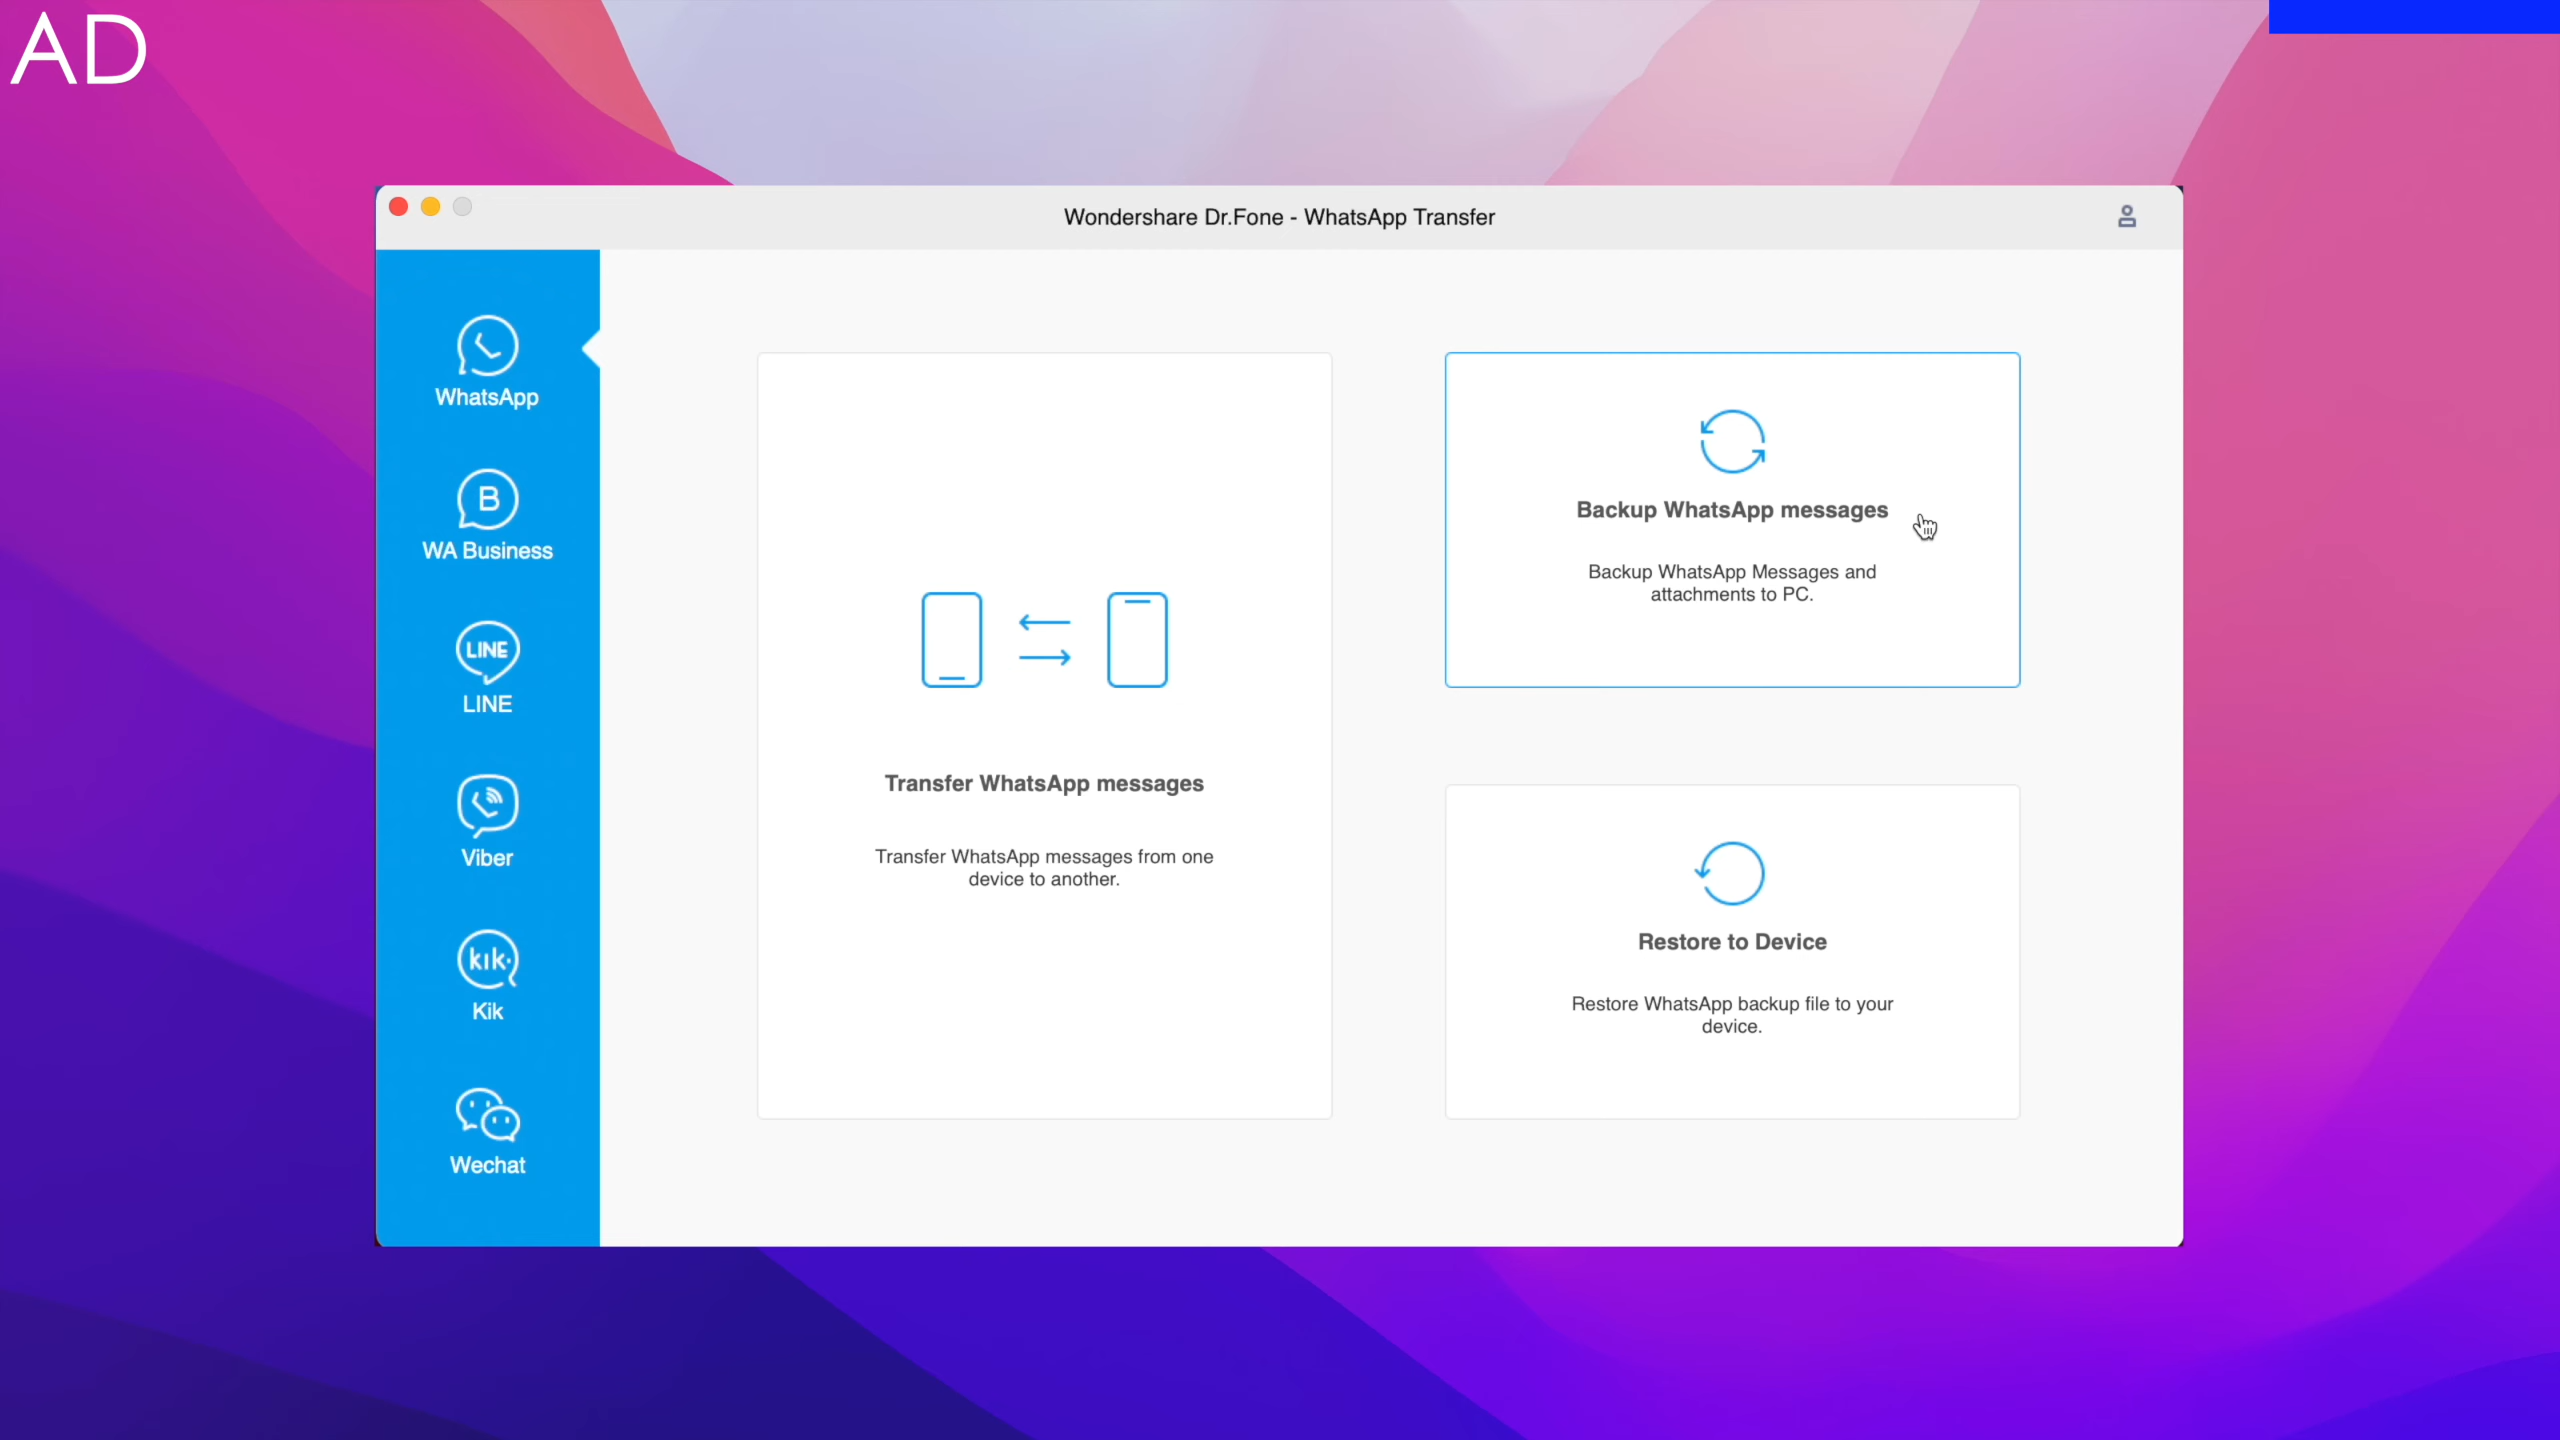 AD
Wondershare Dr.Fone - WhatsApp Transfer
WhatsApp
B
WA Business
LINE
LINE
Viber
kik
Kik
Wechat
Transfer WhatsApp messages
Transfer WhatsApp messages from one
device to another.
Backup WhatsApp messages
Backup WhatsApp Messages and
attachments to PC.
Restore to Device
Restore WhatsApp backup file to your
device.